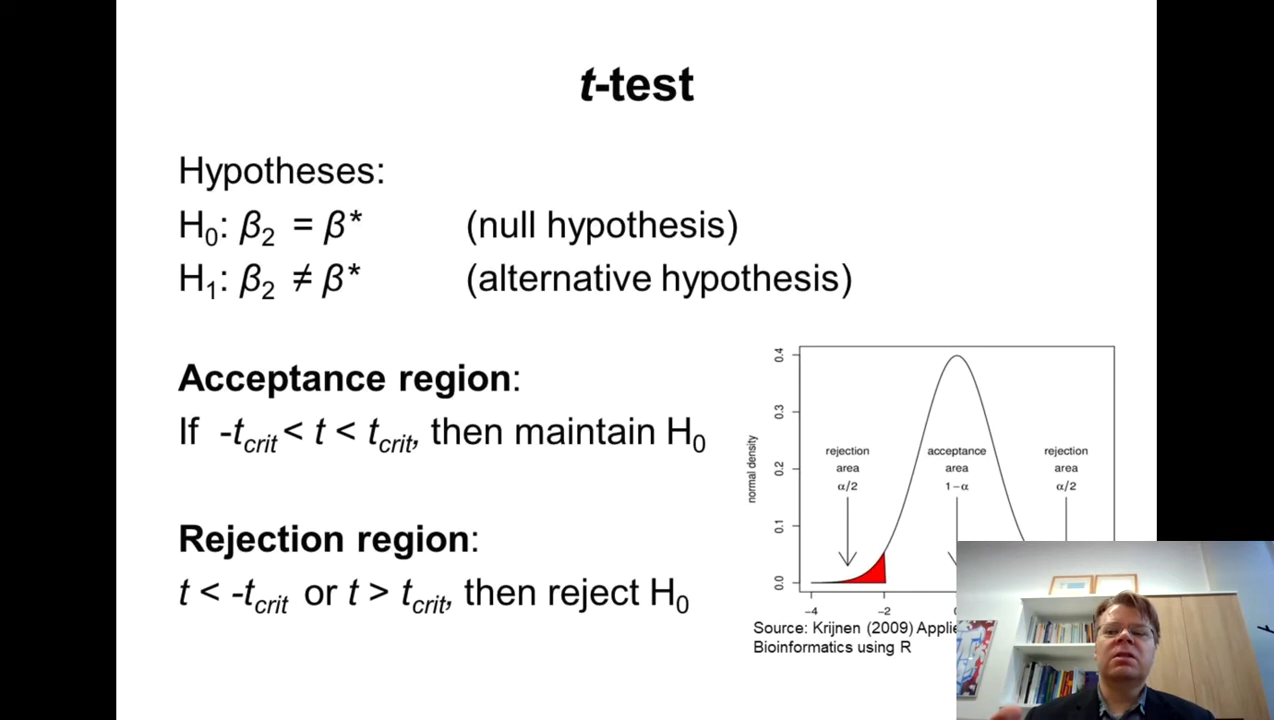 t-test
Hypotheses:
H₀: β₂ = β* (null hypothesis)
H₁: β₂ ≠ β* (alternative hypothesis)
Acceptance region:
If -tcrit < t < tcrit, then maintain H₀
Rejection region:
t < -tcrit or t > tcrit, then reject H₀
normal density
0.4
0.3
0.2
0.1
0.0
rejection
area
α/2
acceptance
area
1−α
rejection
area
α/2
−4
−2
Source: Krijnen (2009)
Bioinformatics using R